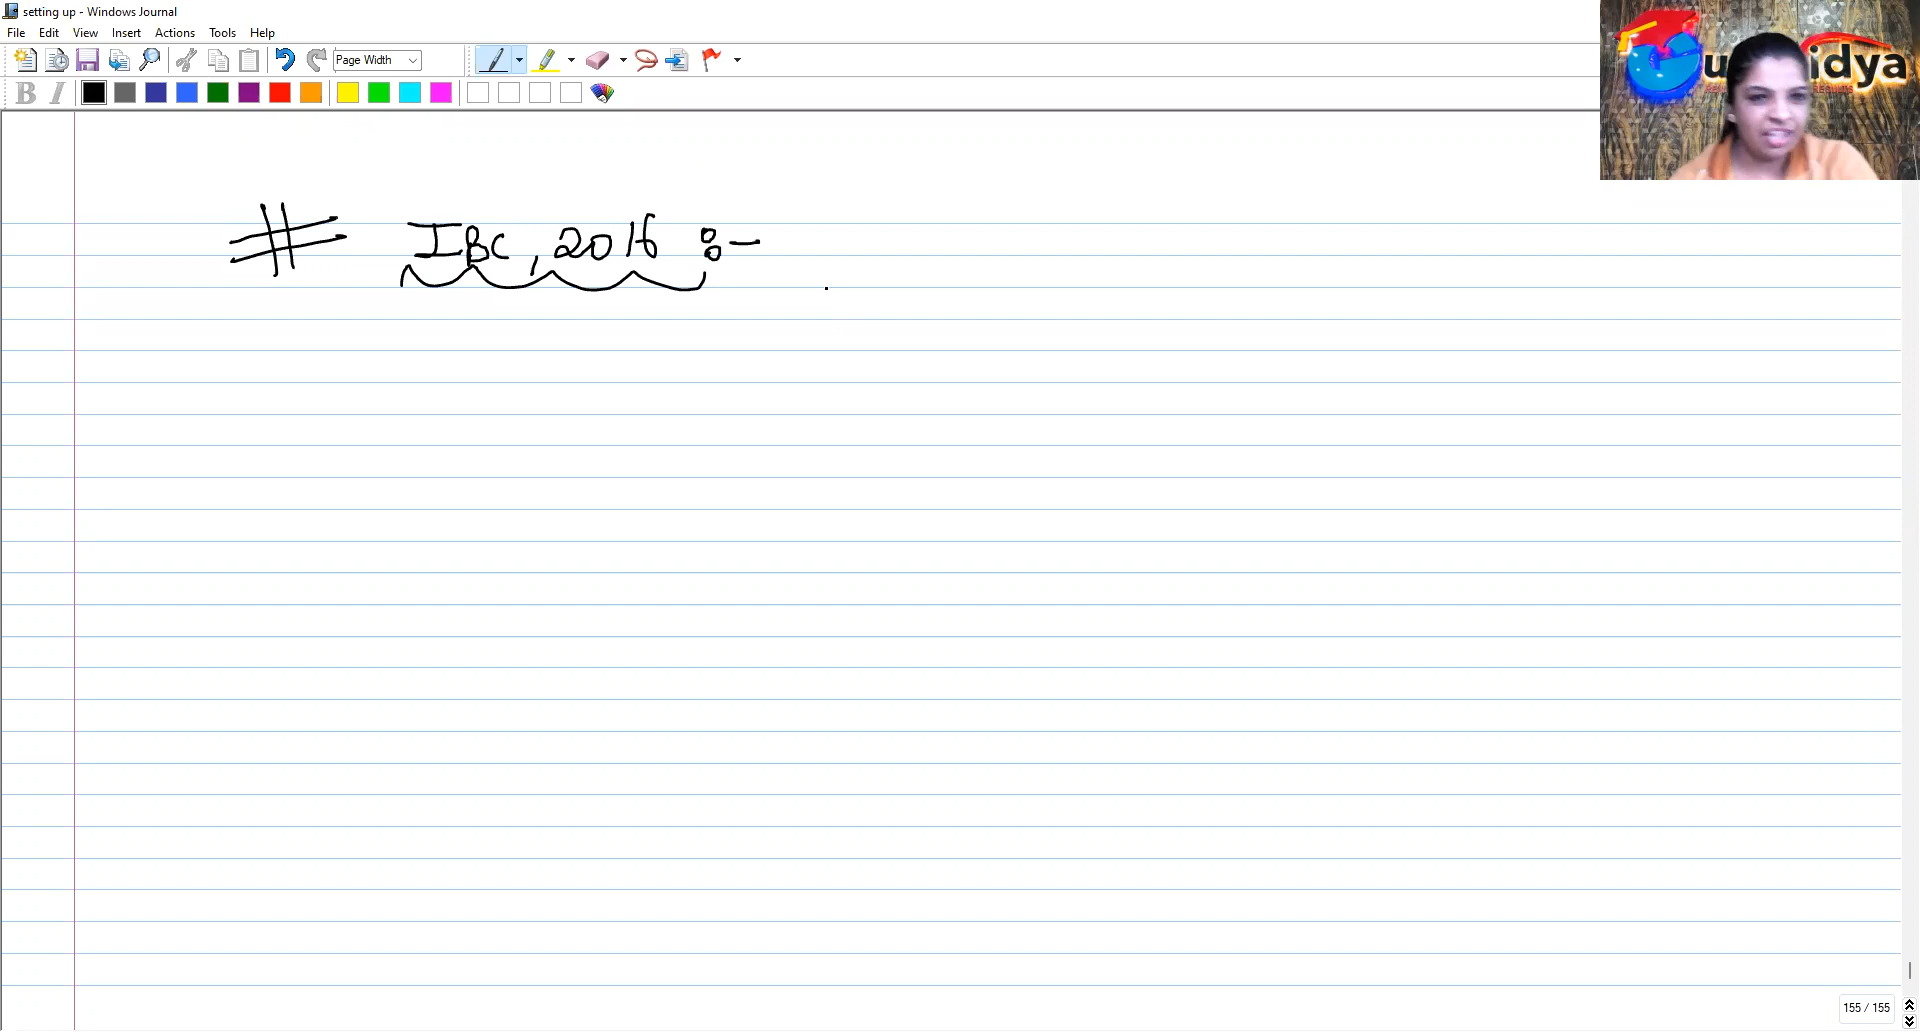 setting up - Windows Journal
File Edit View Insert Actions Tools Help
Page Width
B I
# IBC, 2016 :-
155 / 155